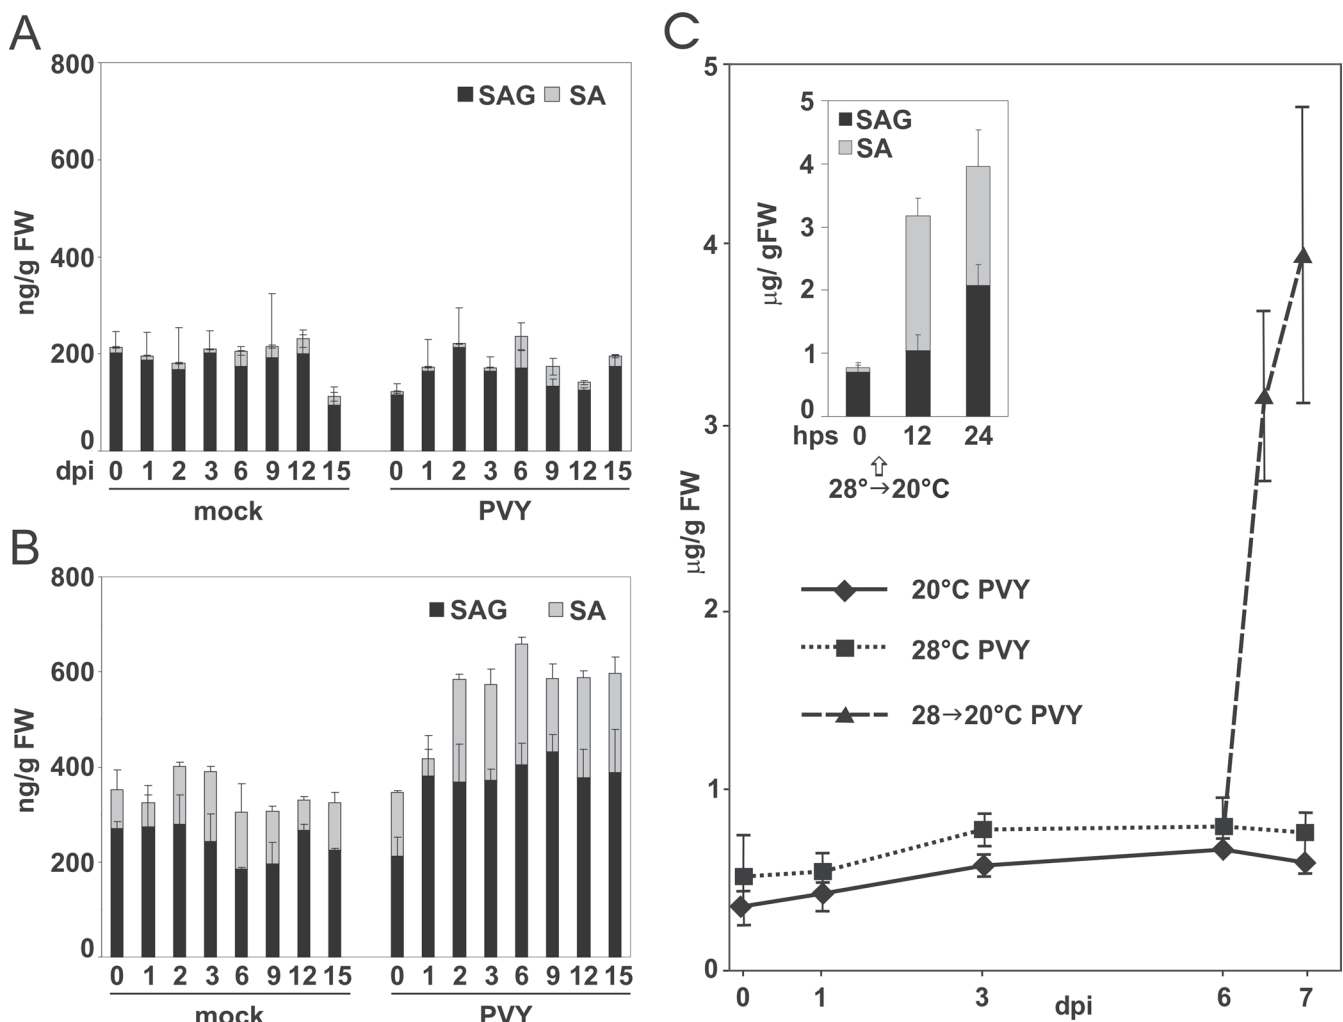 A
800
600
400
200
0
ng/g FW
SAG SA
dpi 0 1 2 3 6 9 12 15 0 1 2 3 6 9 12 15
mock PVY
B
800
600
400
200
0
ng/g FW
SAG SA
0 1 2 3 6 9 12 15 0 1 2 3 6 9 12 15
mock PVY
C
5
4
3
2
1
0
μg/g FW
5
4
3
2
1
0
μg/ gFW
SAG
SA
hps 0 12 24
28°→20°C
20°C PVY
28°C PVY
28→20°C PVY
0 1 3 6 7
dpi